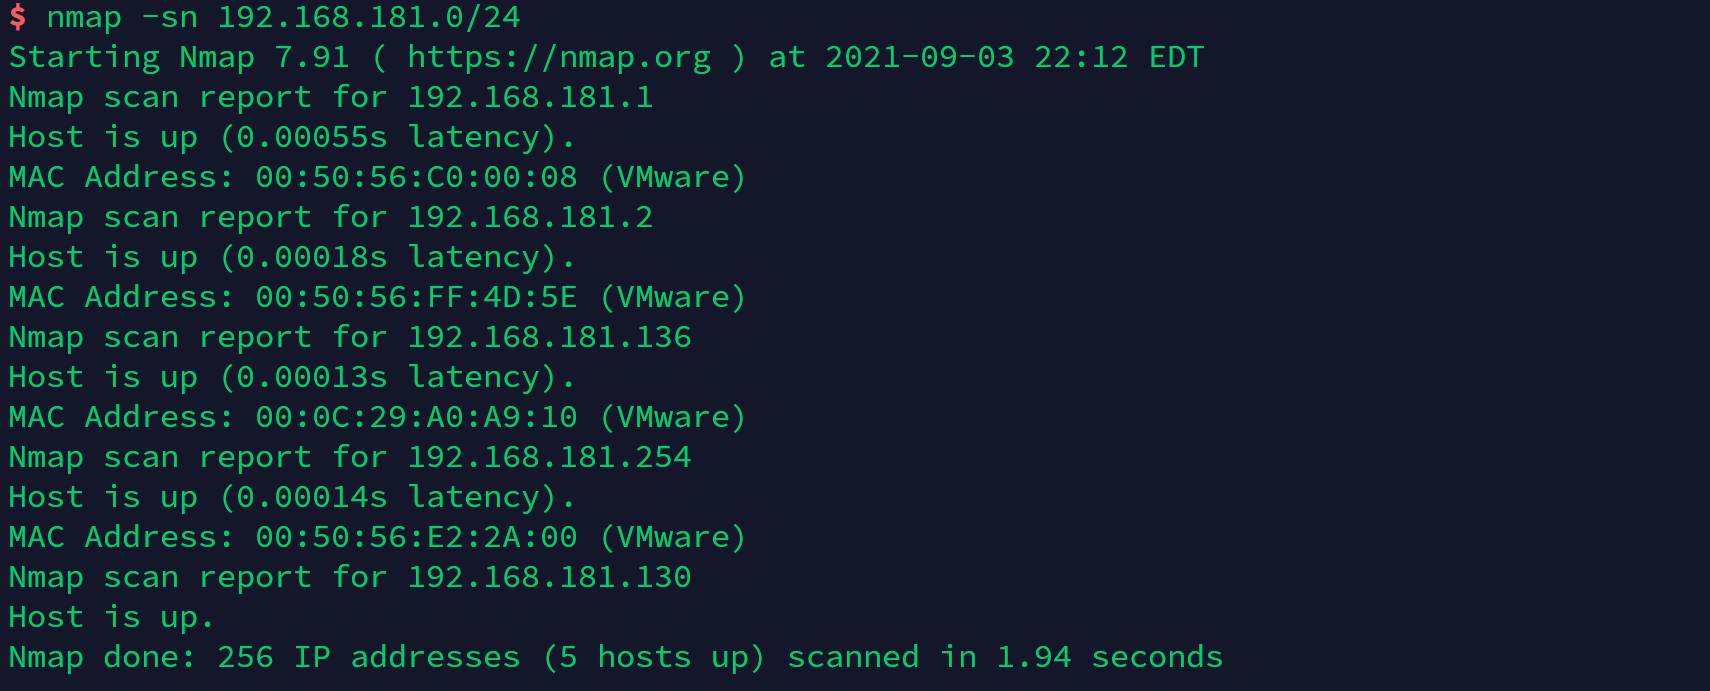 $ nmap -sn 192.168.181.0/24
Starting Nmap 7.91 ( https://nmap.org ) at 2021-09-03 22:12 EDT
Nmap scan report for 192.168.181.1
Host is up (0.00055s latency).
MAC Address: 00:50:56:C0:00:08 (VMware)
Nmap scan report for 192.168.181.2
Host is up (0.00018s latency).
MAC Address: 00:50:56:FF:4D:5E (VMware)
Nmap scan report for 192.168.181.136
Host is up (0.00013s latency).
MAC Address: 00:0C:29:A0:A9:10 (VMware)
Nmap scan report for 192.168.181.254
Host is up (0.00014s latency).
MAC Address: 00:50:56:E2:2A:00 (VMware)
Nmap scan report for 192.168.181.130
Host is up.
Nmap done: 256 IP addresses (5 hosts up) scanned in 1.94 seconds